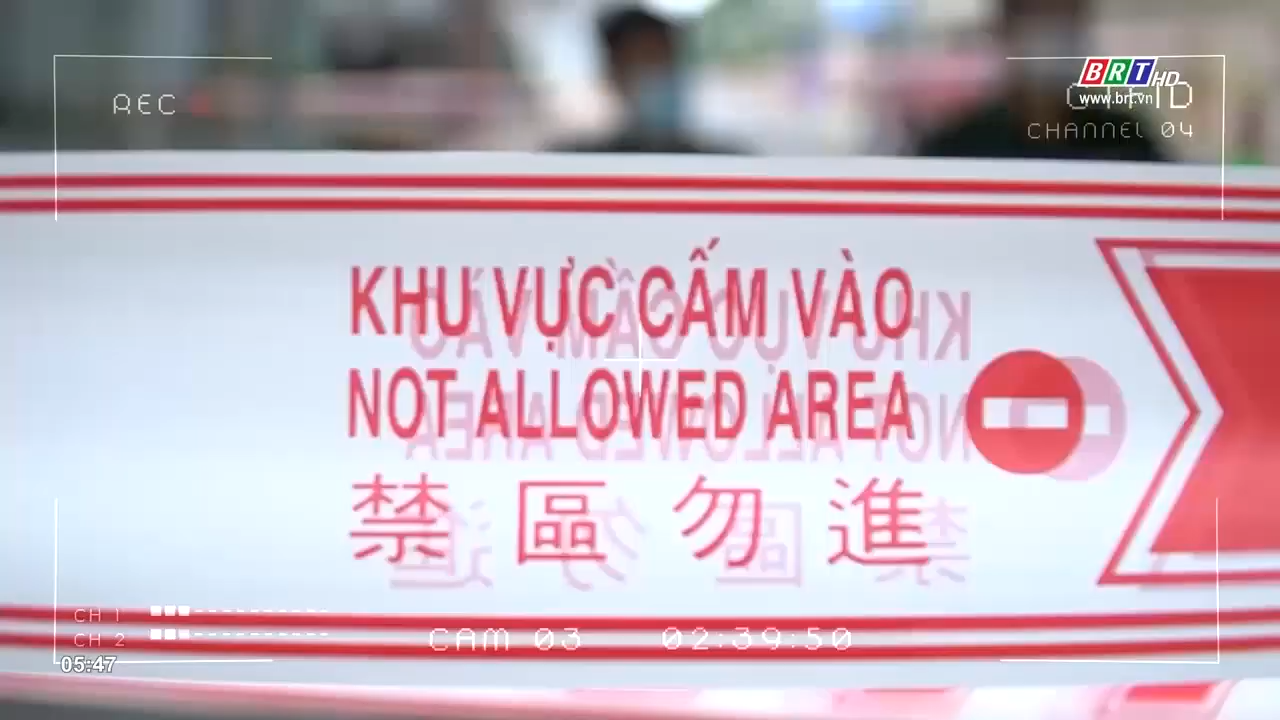 BRT HD
www.brt.vn
REC
CHANNEL 04
KHU VỰC CẤM VÀO
NOT ALLOWED AREA
禁區勿進
CH 1
CH 2
CAM 03 02:39:50
05:47